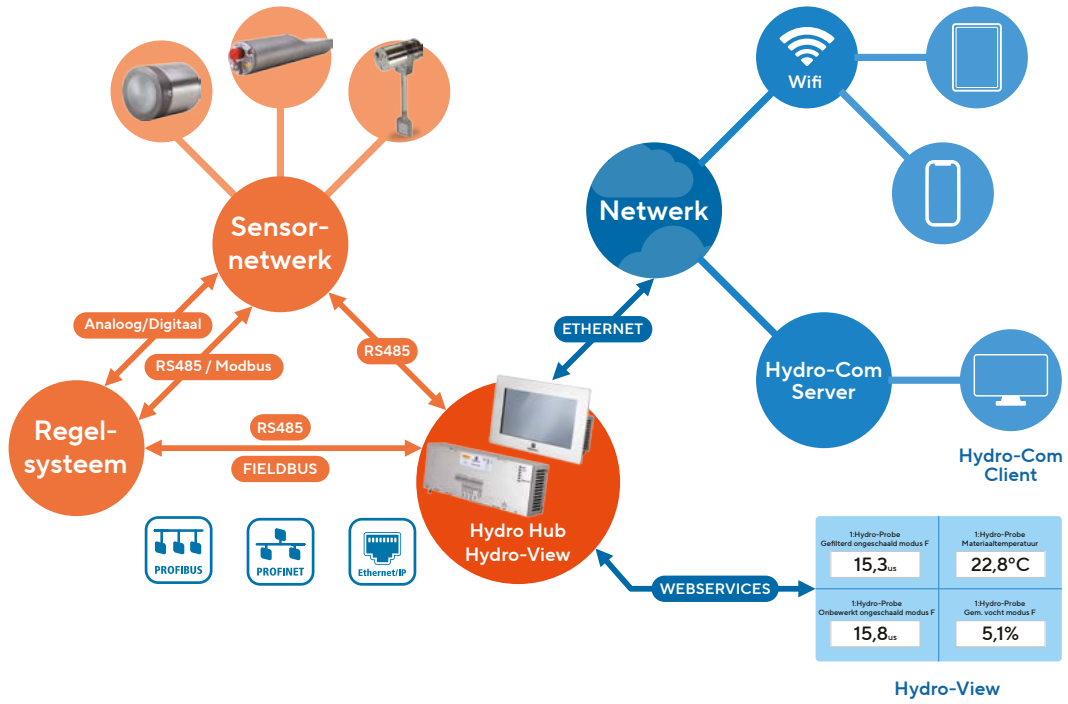 Wifi
Sensor-
netwerk
Netwerk
Analoog/Digitaal
RS485 / Modbus
RS485
ETHERNET
Hydro-Com
Server
Regel-
systeem
RS485
FIELDBUS
Hydro-Com
Client
Hydro Hub
Hydro-View
PROFIBUS
PROFINET
Ethernet/IP
WEBSERVICES
1:Hydro-Probe
Gefilterd ongeschaald modus F
15,3us
1:Hydro-Probe
Materiaaltemperatuur
22,8°C
1:Hydro-Probe
Onbewerkt ongeschaald modus F
15,8us
1:Hydro-Probe
Gem. vocht modus F
5,1%
Hydro-View